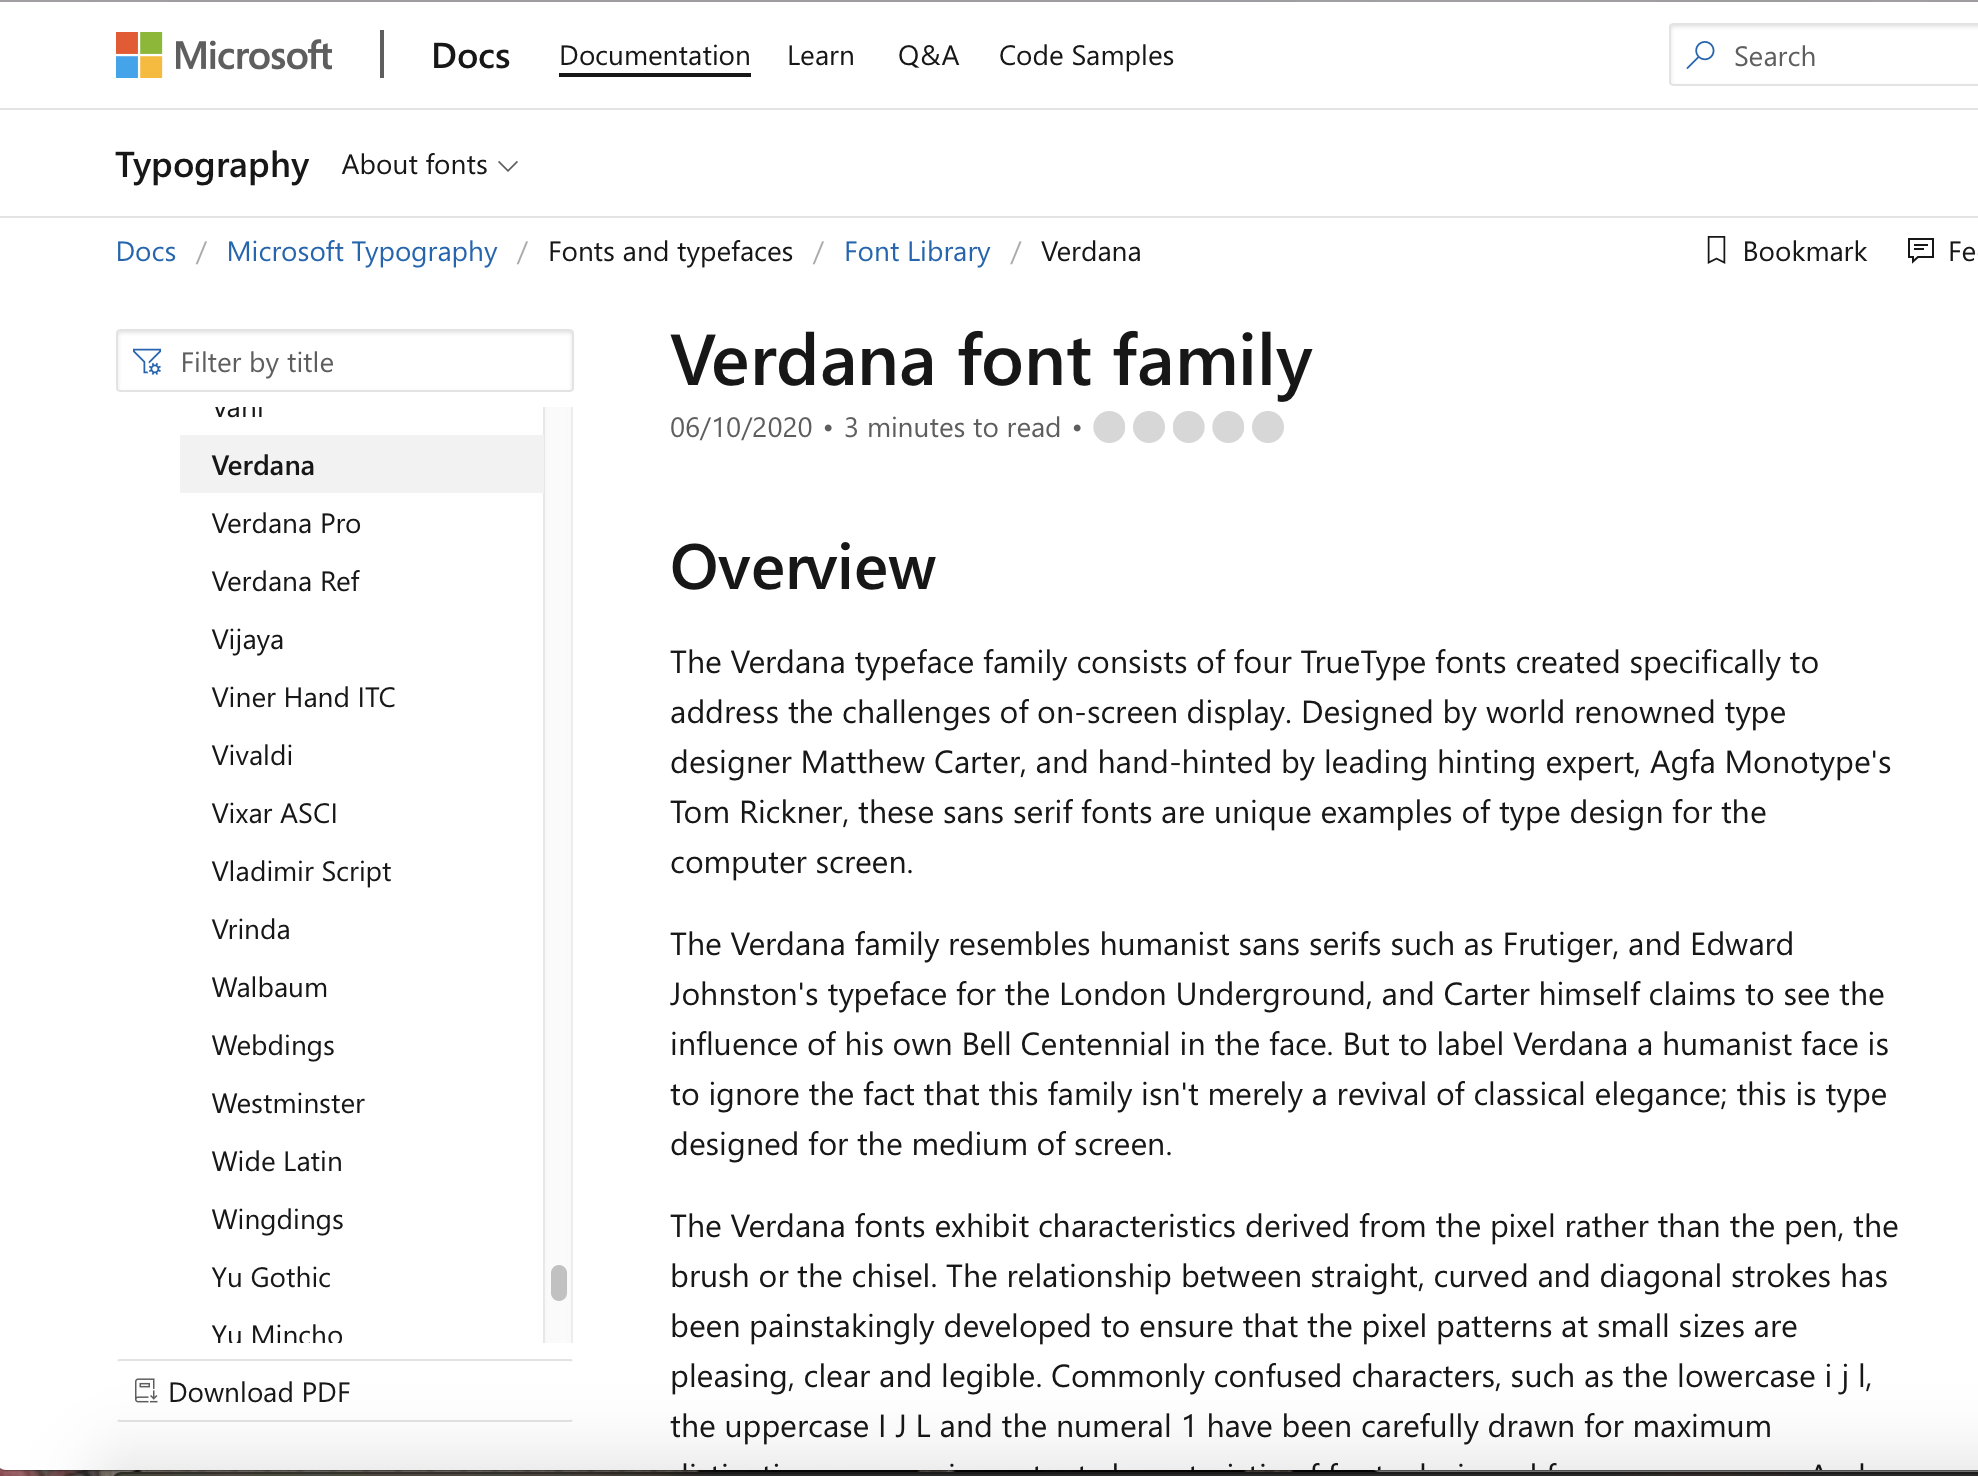 Microsoft | Docs Documentation Learn Q&A Code Samples Search
Typography About fonts
Docs / Microsoft Typography / Fonts and typefaces / Font Library / Verdana Bookmark
Filter by title
Vani
Verdana
Verdana Pro
Verdana Ref
Vijaya
Viner Hand ITC
Vivaldi
Vixar ASCI
Vladimir Script
Vrinda
Walbaum
Webdings
Westminster
Wide Latin
Wingdings
Yu Gothic
Yu Mincho
Download PDF
Verdana font family
06/10/2020 • 3 minutes to read •
Overview
The Verdana typeface family consists of four TrueType fonts created specifically to
address the challenges of on-screen display. Designed by world renowned type
designer Matthew Carter, and hand-hinted by leading hinting expert, Agfa Monotype's
Tom Rickner, these sans serif fonts are unique examples of type design for the
computer screen.
The Verdana family resembles humanist sans serifs such as Frutiger, and Edward
Johnston's typeface for the London Underground, and Carter himself claims to see the
influence of his own Bell Centennial in the face. But to label Verdana a humanist face is
to ignore the fact that this family isn't merely a revival of classical elegance; this is type
designed for the medium of screen.
The Verdana fonts exhibit characteristics derived from the pixel rather than the pen, the
brush or the chisel. The relationship between straight, curved and diagonal strokes has
been painstakingly developed to ensure that the pixel patterns at small sizes are
pleasing, clear and legible. Commonly confused characters, such as the lowercase i j l,
the uppercase I J L and the numeral 1 have been carefully drawn for maximum